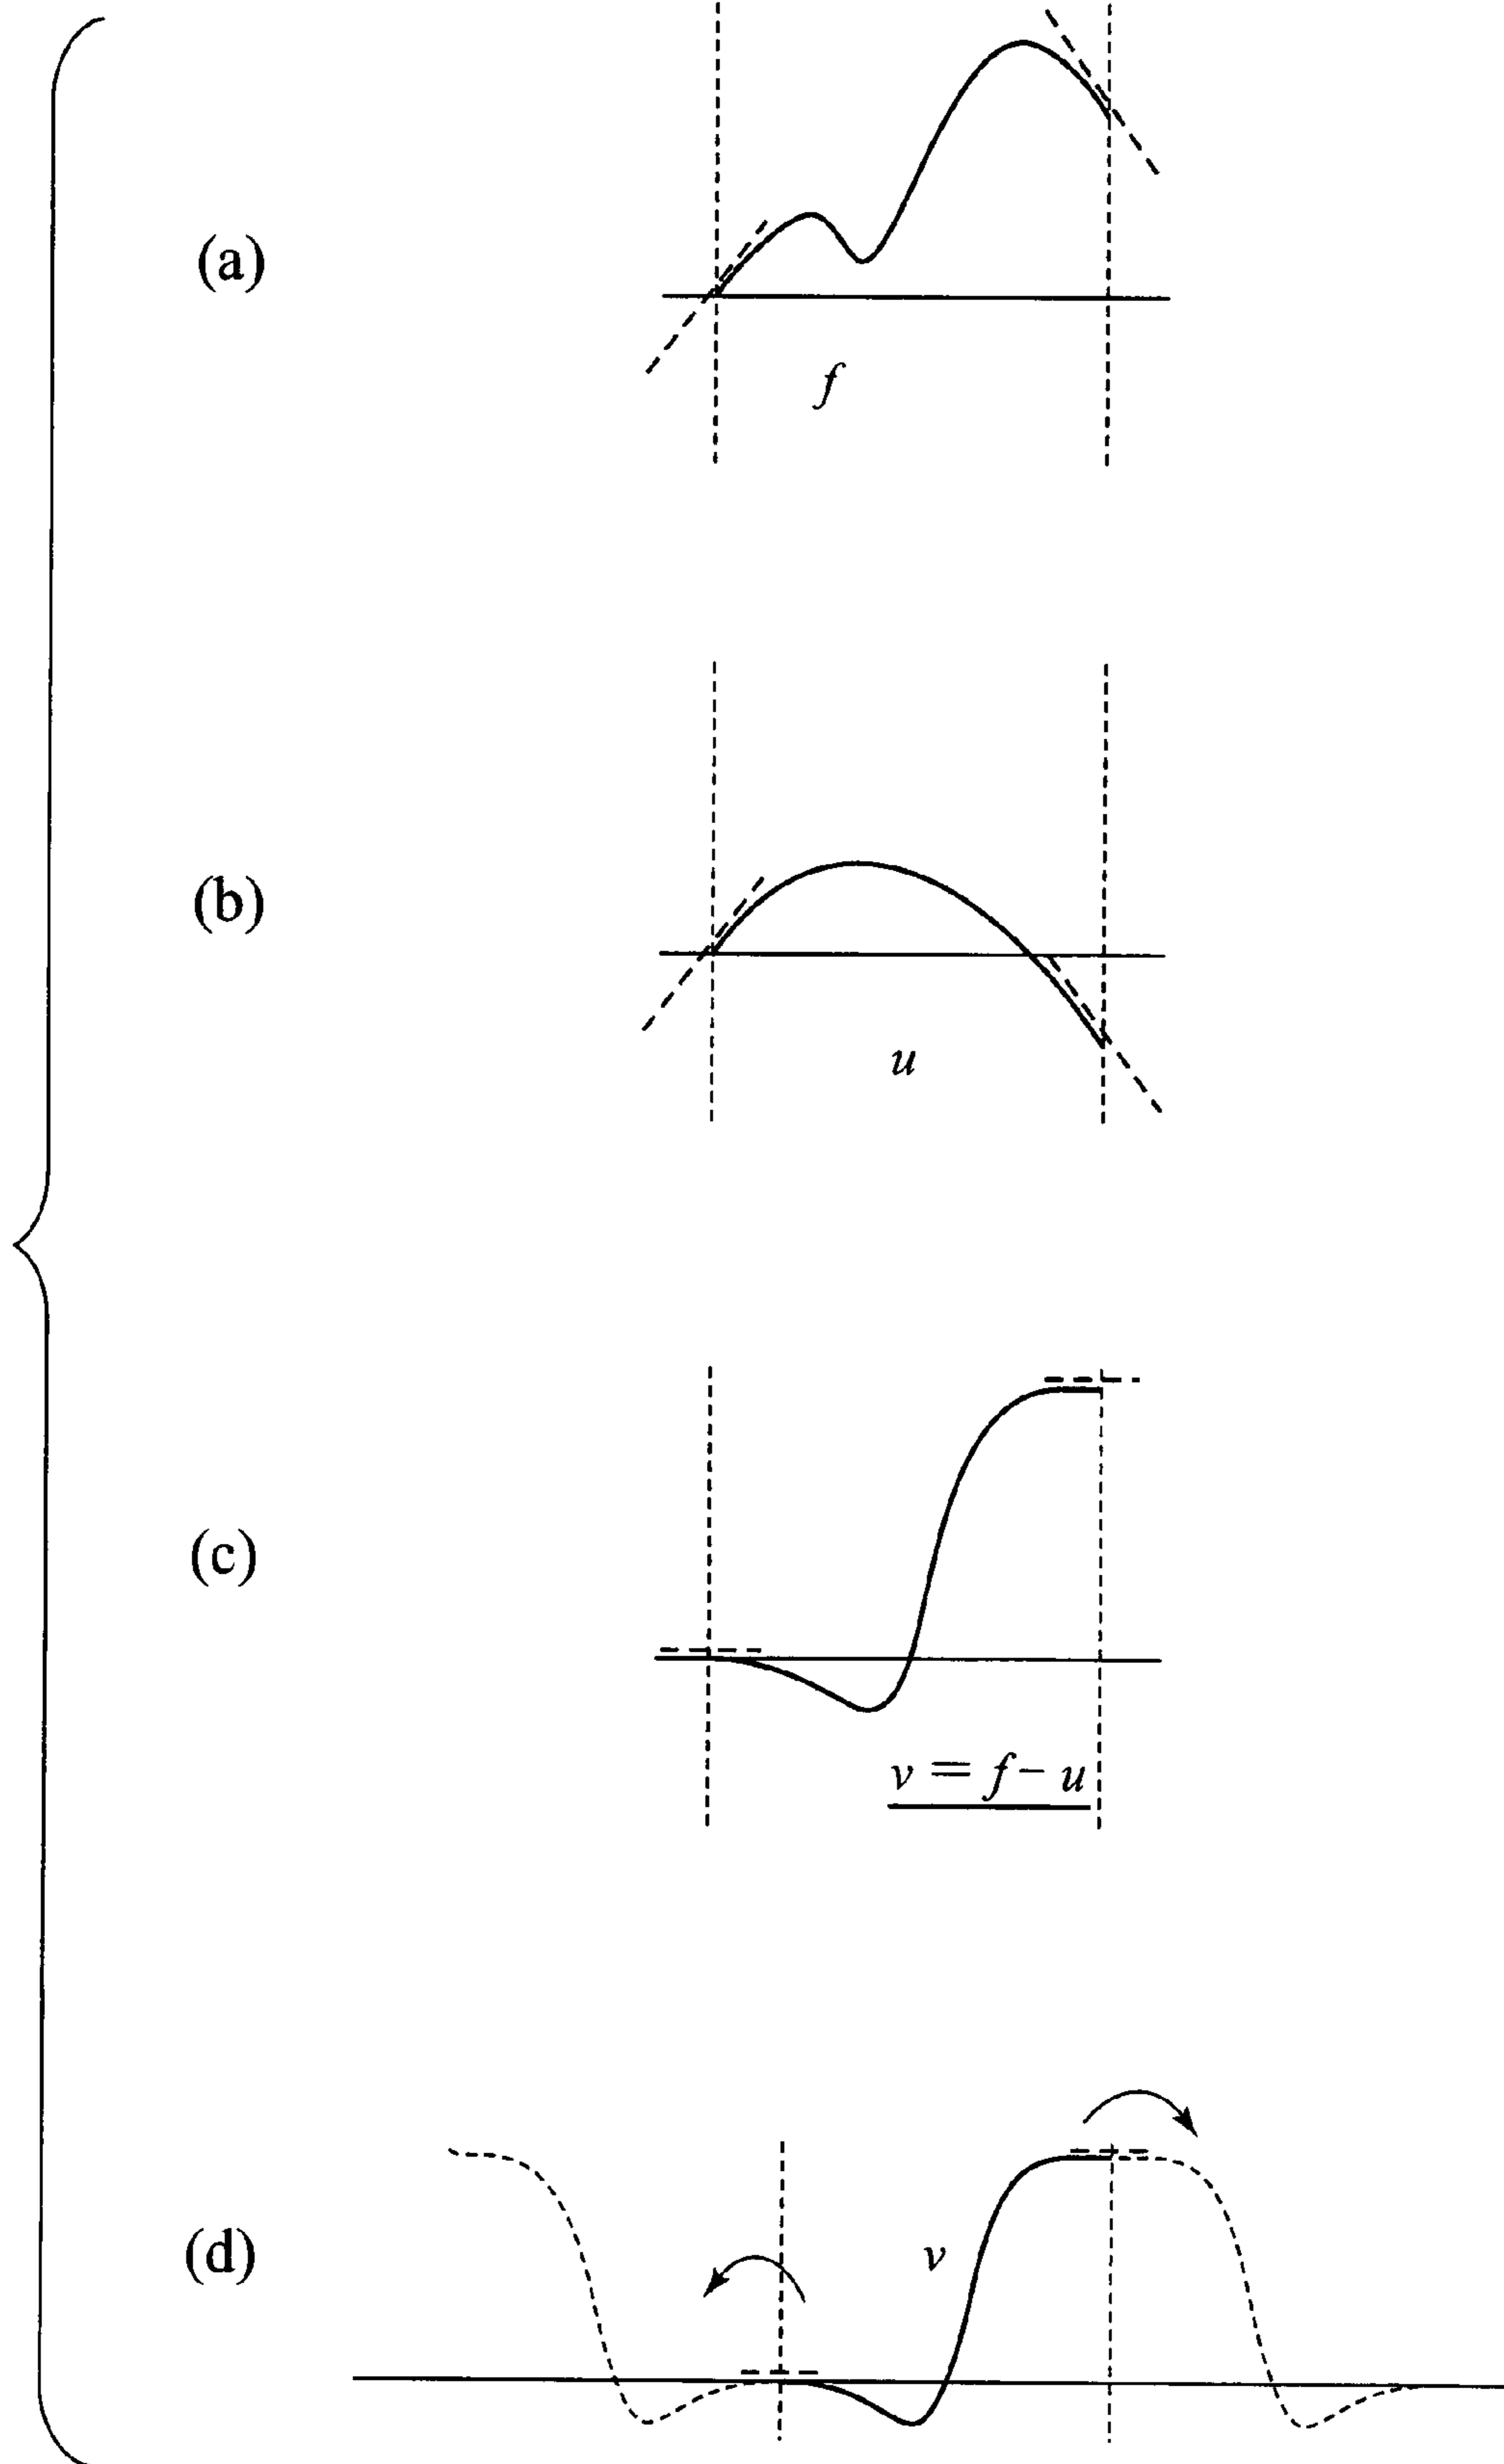 (a)
f
(b)
u
(c)
v = f − u
(d)
v